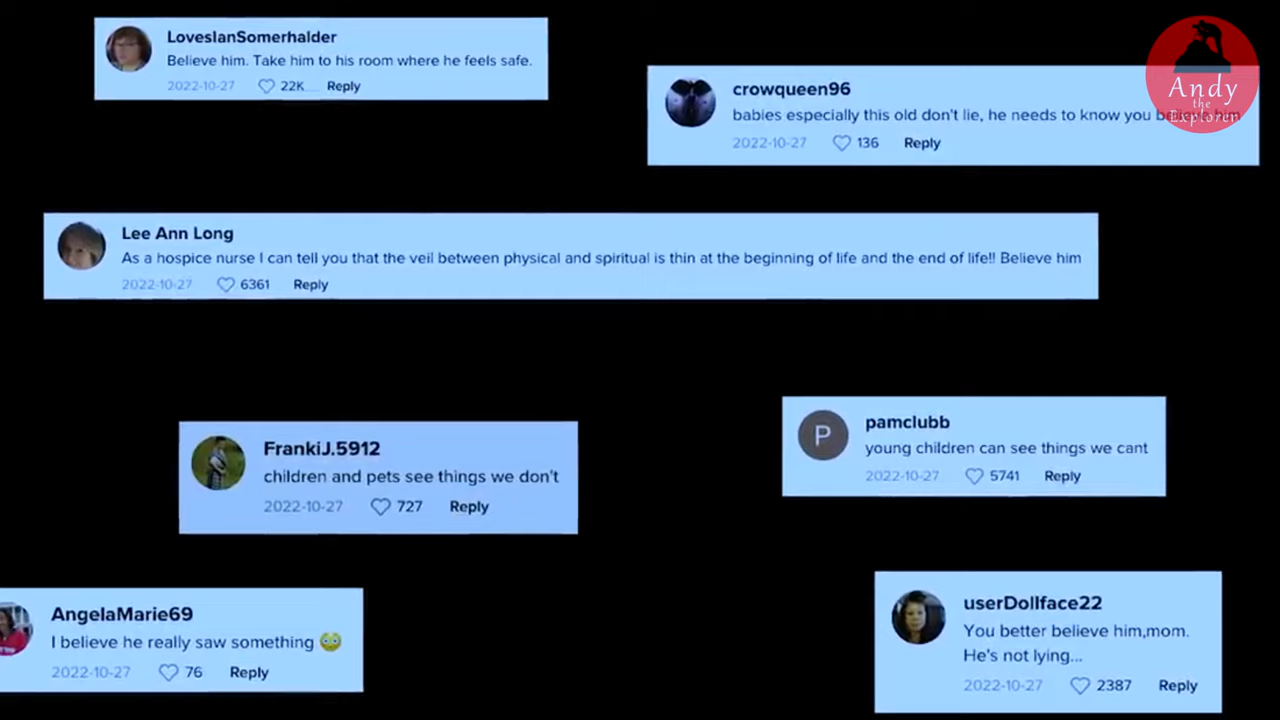 LovesIanSomerhalder
Believe him. Take him to his room where he feels safe.
2022-10-27 22K Reply
Andy
the
Explorer
crowqueen96
babies especially this old don't lie, he needs to know you believe him
2022-10-27 136 Reply
Lee Ann Long
As a hospice nurse I can tell you that the veil between physical and spiritual is thin at the beginning of life and the end of life!! Believe him
2022-10-27 6361 Reply
FrankiJ.5912
children and pets see things we don't
2022-10-27 727 Reply
P
pamclubb
young children can see things we cant
2022-10-27 5741 Reply
AngelaMarie69
I believe he really saw something 😳
2022-10-27 76 Reply
userDollface22
You better believe him,mom.
He's not lying...
2022-10-27 2387 Reply